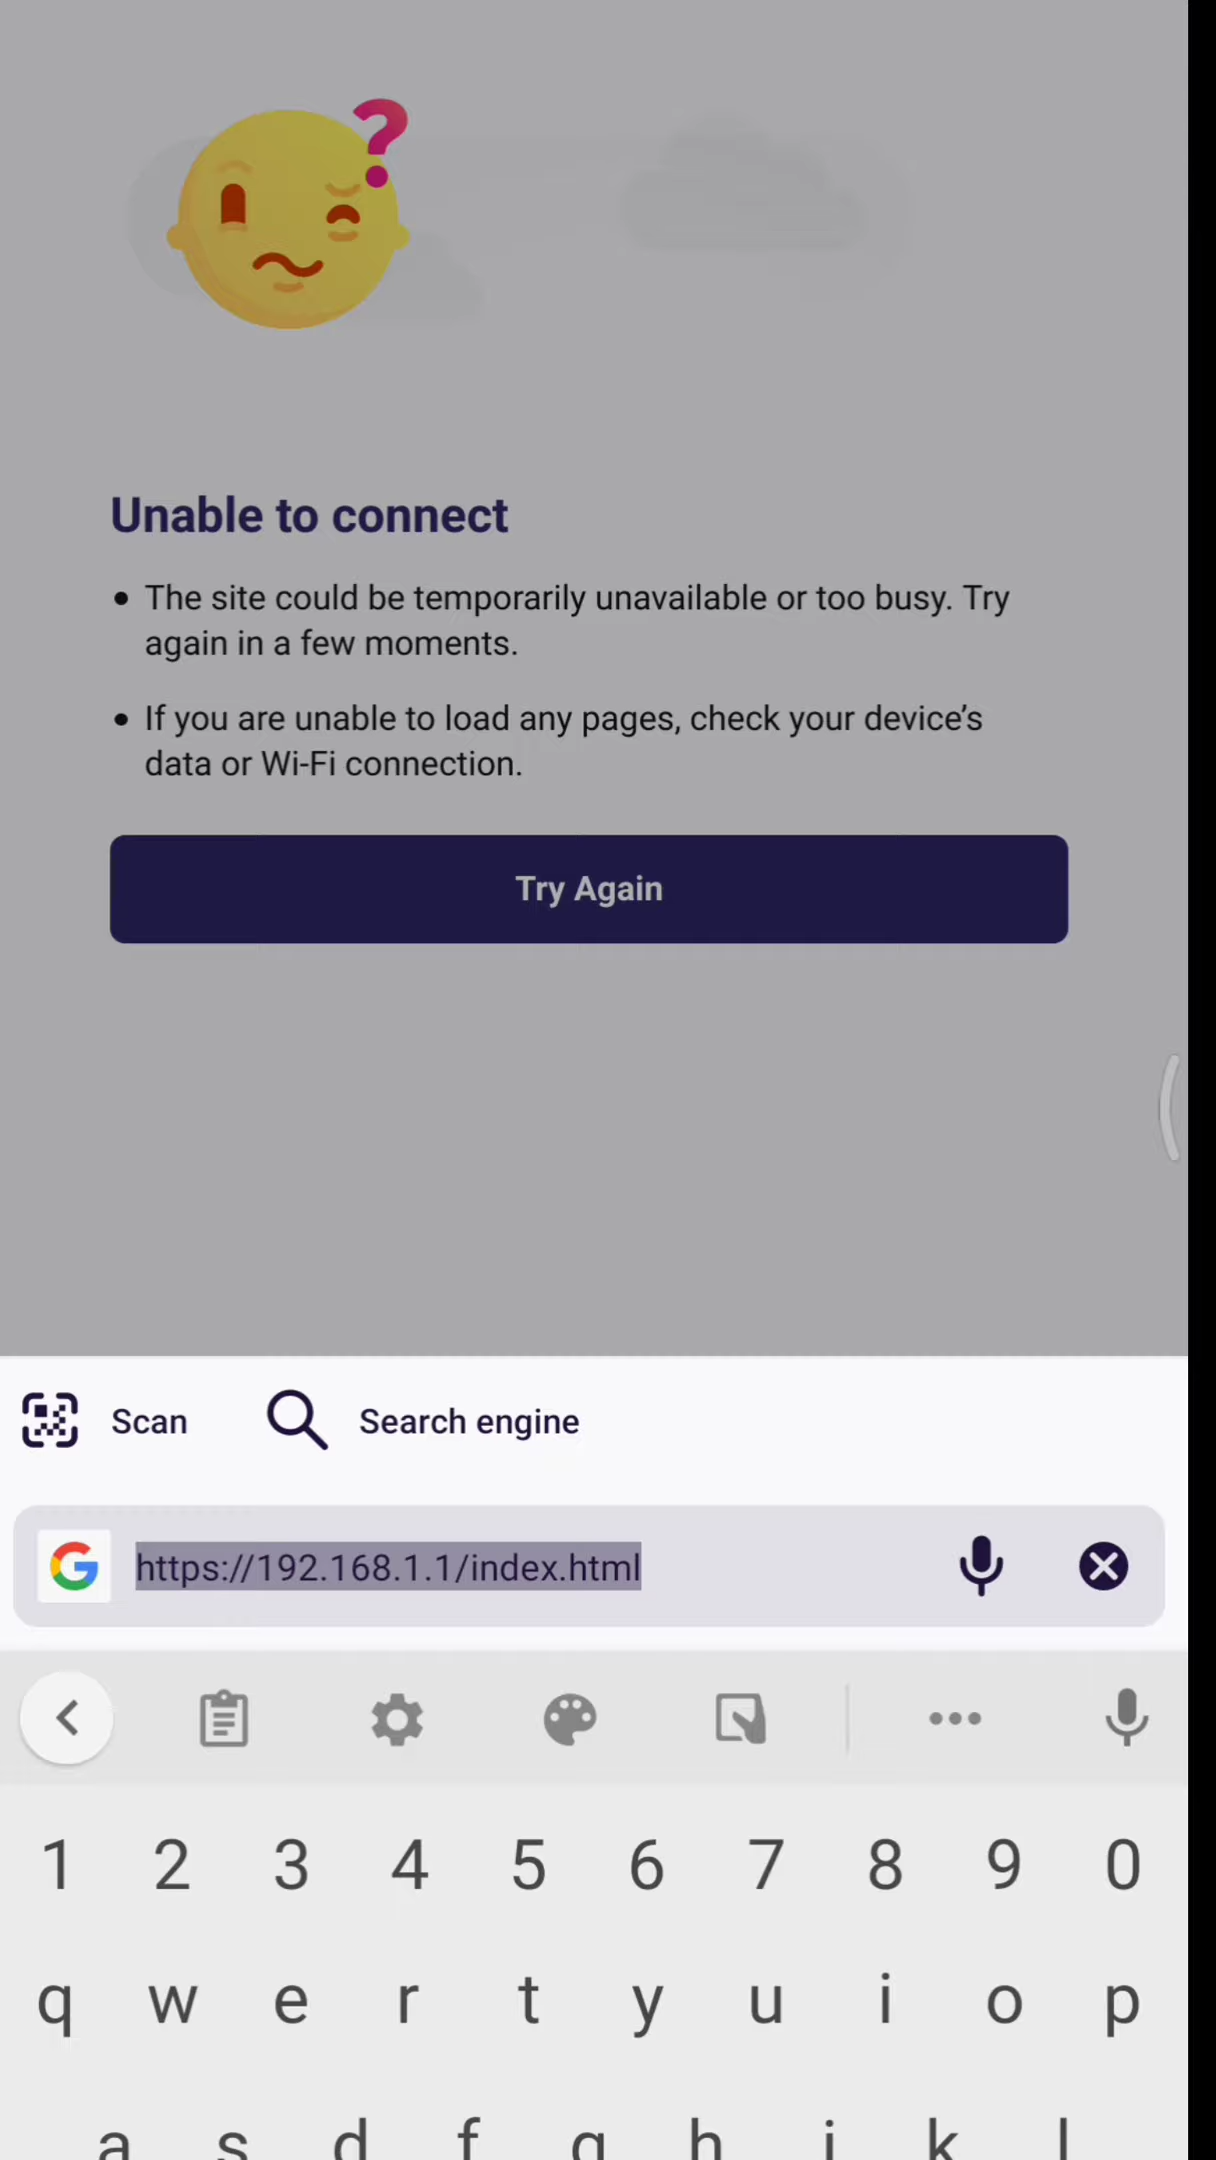 ?
Unable to connect
• The site could be temporarily unavailable or too busy. Try
again in a few moments.
• If you are unable to load any pages, check your device’s
data or Wi-Fi connection.
Try Again
Scan Search engine
G https://192.168.1.1/index.html
1 2 3 4 5 6 7 8 9 0
q w e r t y u i o p
a s d f g h j k l